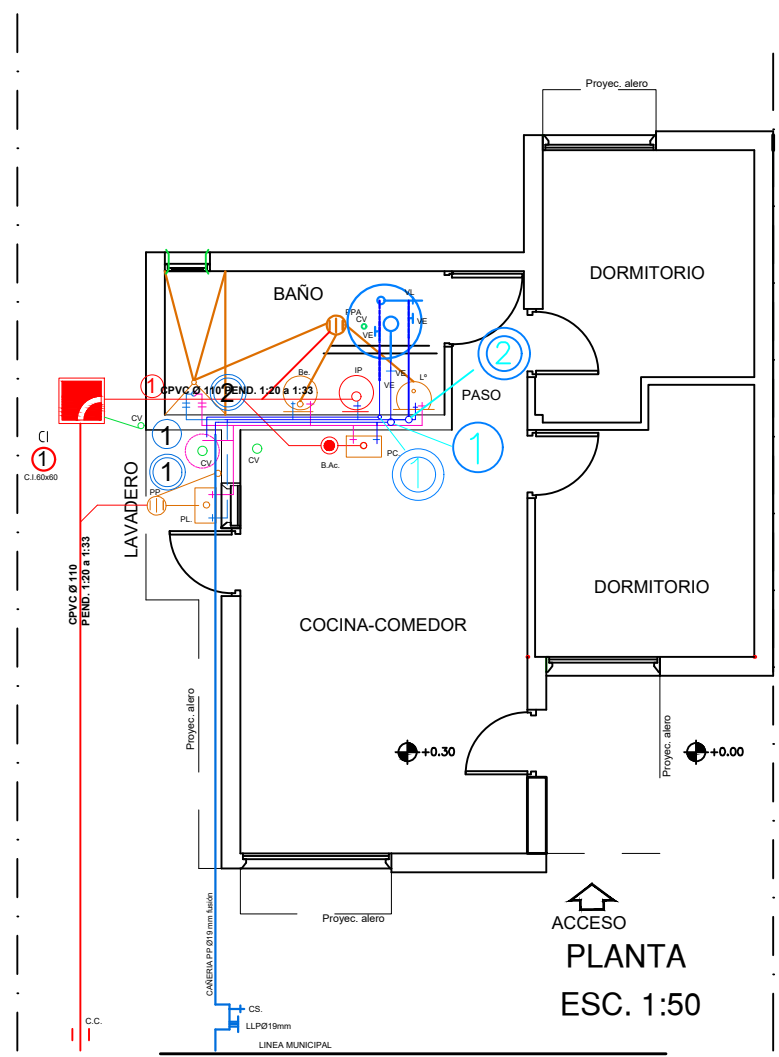 Proyec. alero
DORMITORIO
BAÑO
VL
PPA
CV
VE
VE
2
Be.
IP
VE
VE
Lº
PASO
1
CPVC Ø 110 PEND. 1:20 a 1:33
2
CI
1
C.I.60x60
CV
1
1
CV
CV
B.Ac.
PC.
1
1
LAVADERO
PP
PL.
CPVC Ø 110
PEND. 1:20 a 1:33
DORMITORIO
COCINA-COMEDOR
Proyec. alero
Proyec. alero
+0.30
+0.00
Proyec. alero
ACCESO
PLANTA
ESC. 1:50
CAÑERIA PP Ø19 mm fusión
CS.
LLPØ19mm
C.C.
LINEA MUNICIPAL